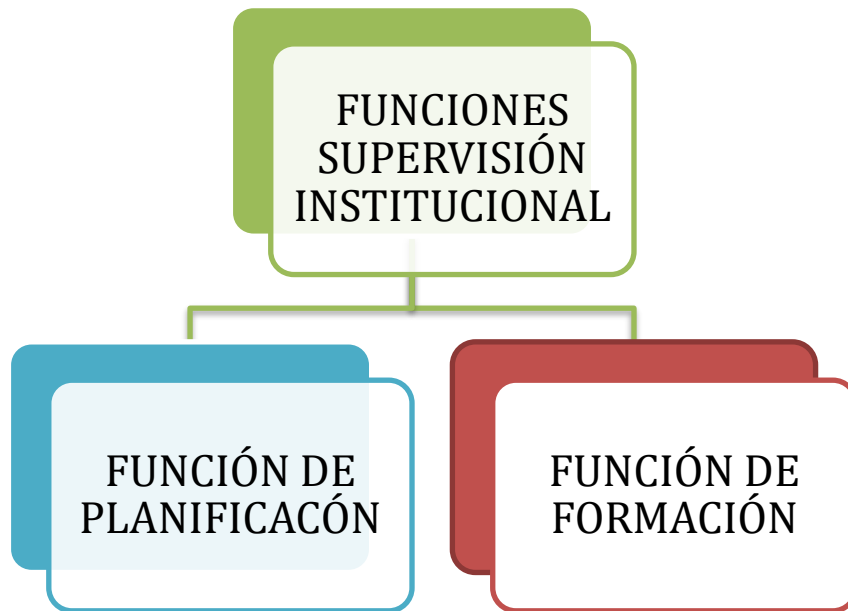 FUNCIONES
SUPERVISIÓN
INSTITUCIONAL
FUNCIÓN DE
PLANIFICACÓN
FUNCIÓN DE
FORMACIÓN